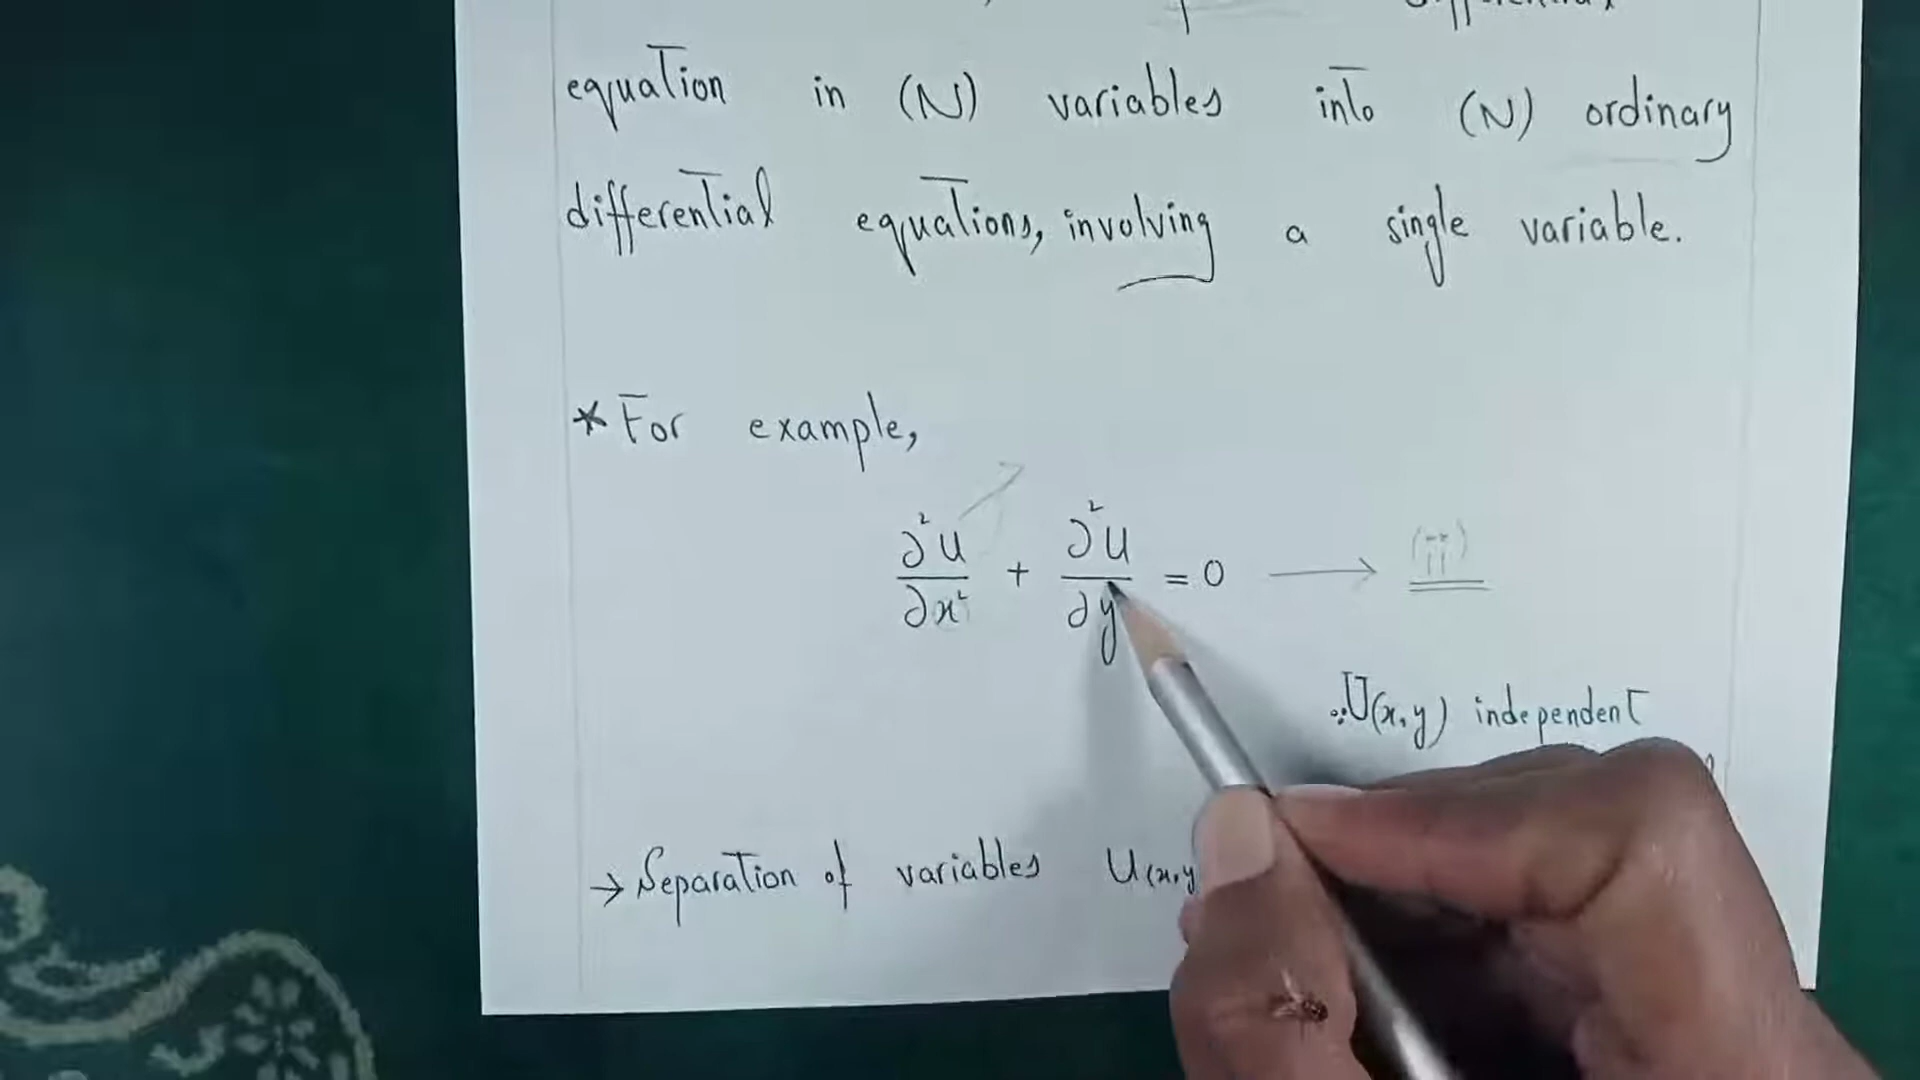 equation in (N) variables into (N) ordinary
differential equations, involving a single variable.
* For example,
∂²u/∂x² + ∂²u/∂y = 0 →
∴ U(x,y) independent
→ Separation of variables U(x,y